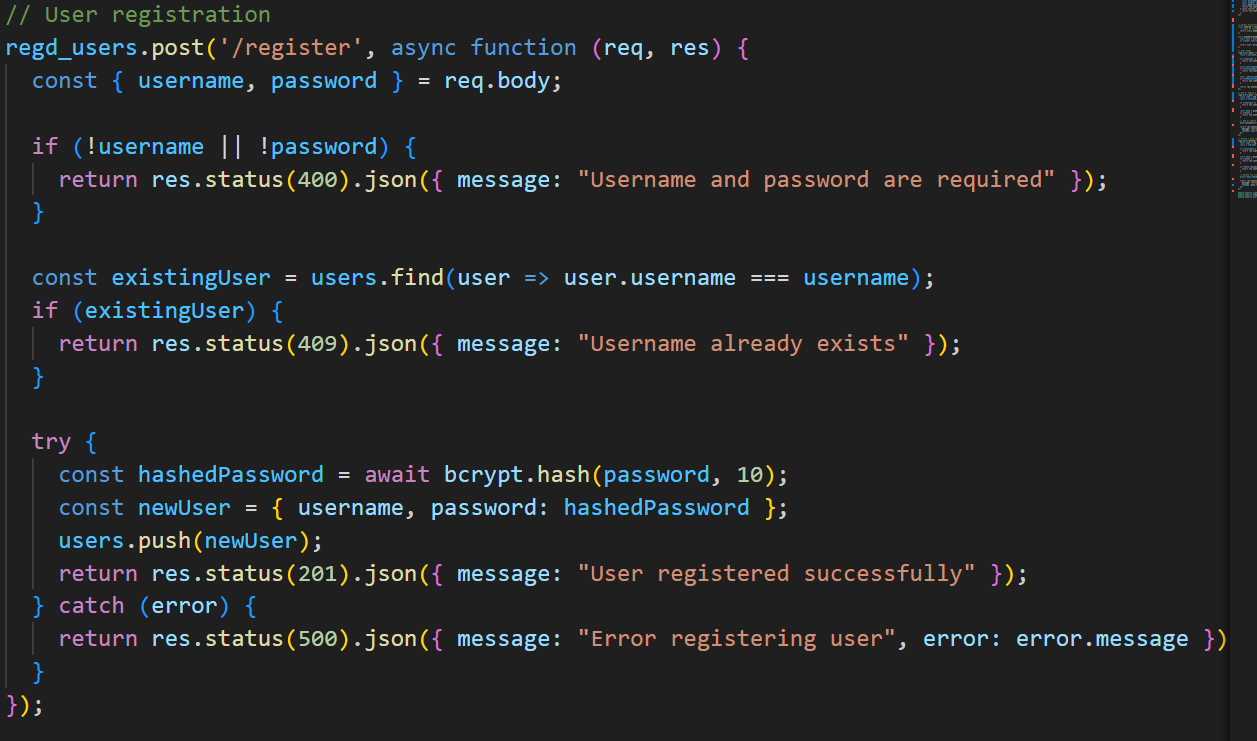 // User registration
regd_users.post('/register', async function (req, res) {
  const { username, password } = req.body;

  if (!username || !password) {
    return res.status(400).json({ message: "Username and password are required" });
  }

  const existingUser = users.find(user => user.username === username);
  if (existingUser) {
    return res.status(409).json({ message: "Username already exists" });
  }

  try {
    const hashedPassword = await bcrypt.hash(password, 10);
    const newUser = { username, password: hashedPassword };
    users.push(newUser);
    return res.status(201).json({ message: "User registered successfully" });
  } catch (error) {
    return res.status(500).json({ message: "Error registering user", error: error.message })
  }
});